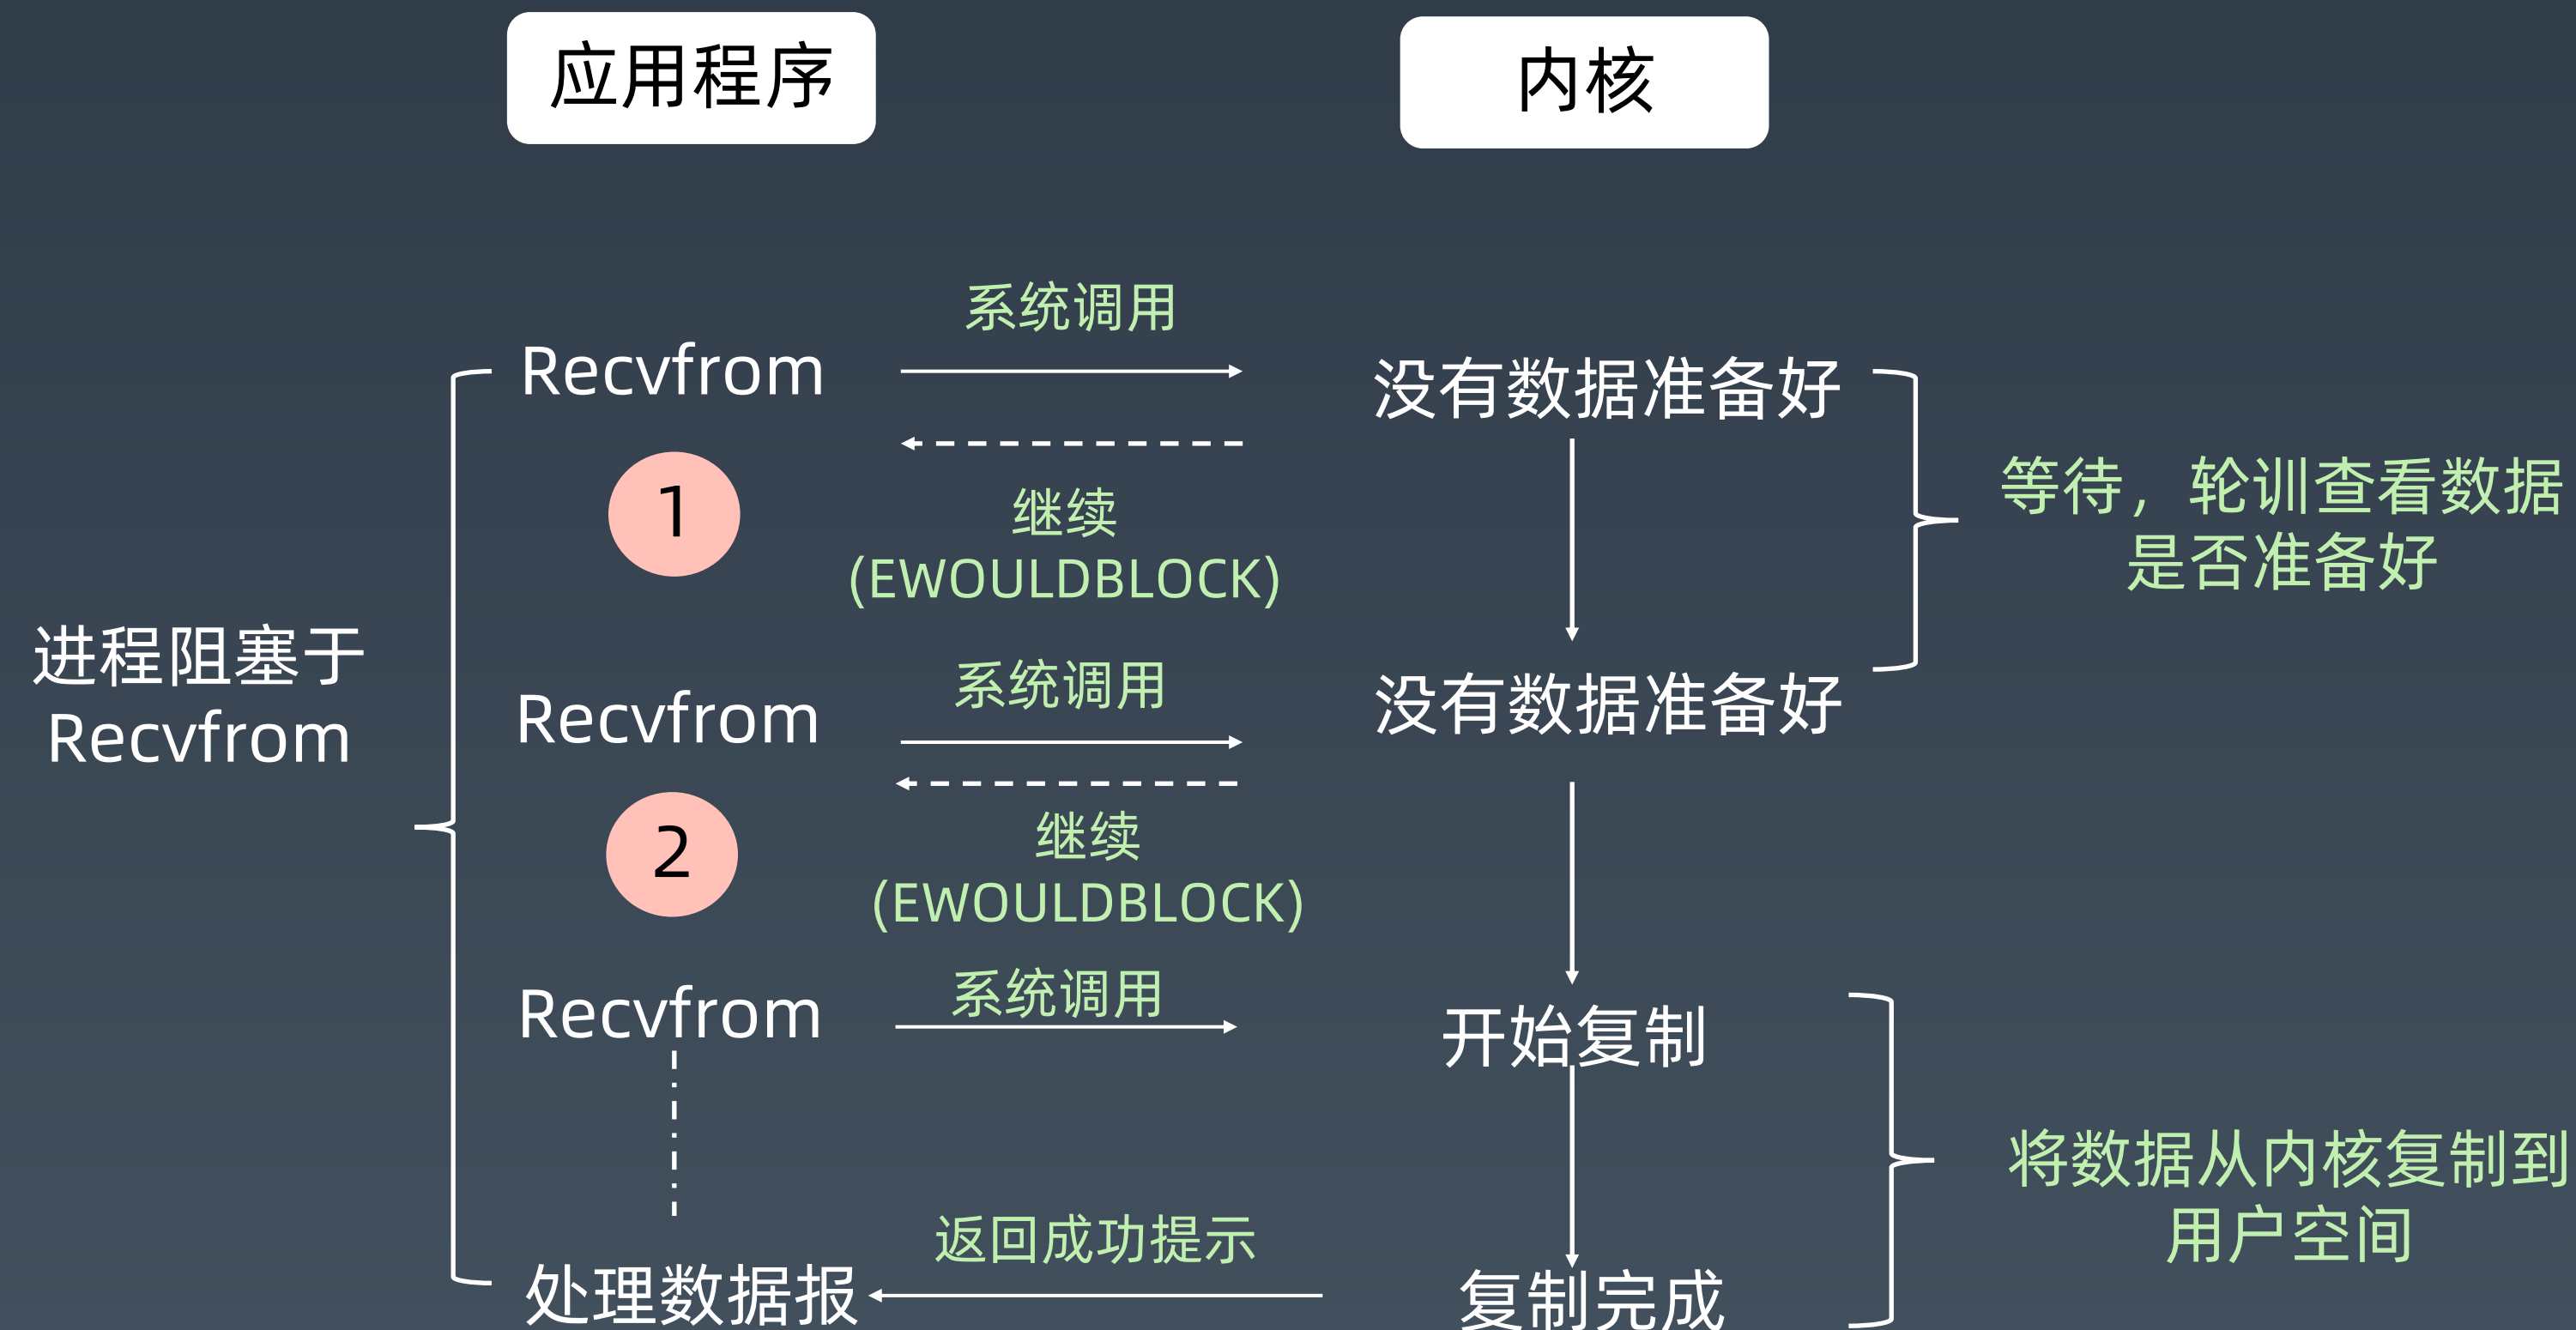 应用程序
内核
系统调用
Recvfrom
没有数据准备好
1
继续
(EWOULDBLOCK)
等待，轮训查看数据
是否准备好
进程阻塞于
Recvfrom
系统调用
Recvfrom
没有数据准备好
2
继续
(EWOULDBLOCK)
系统调用
Recvfrom
开始复制
将数据从内核复制到
用户空间
返回成功提示
处理数据报
复制完成